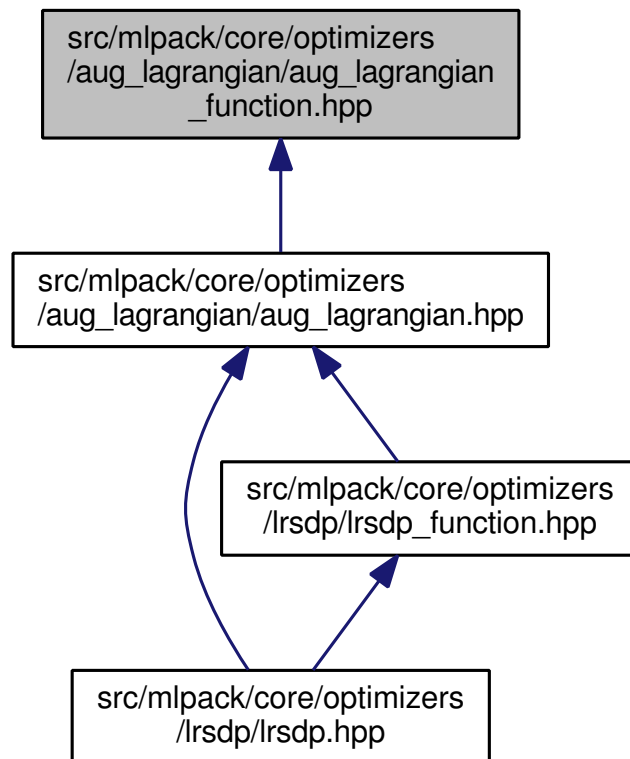 src/mlpack/core/optimizers
/aug_lagrangian/aug_lagrangian
_function.hpp
src/mlpack/core/optimizers
/aug_lagrangian/aug_lagrangian.hpp
src/mlpack/core/optimizers
/lrsdp/lrsdp_function.hpp
src/mlpack/core/optimizers
/lrsdp/lrsdp.hpp